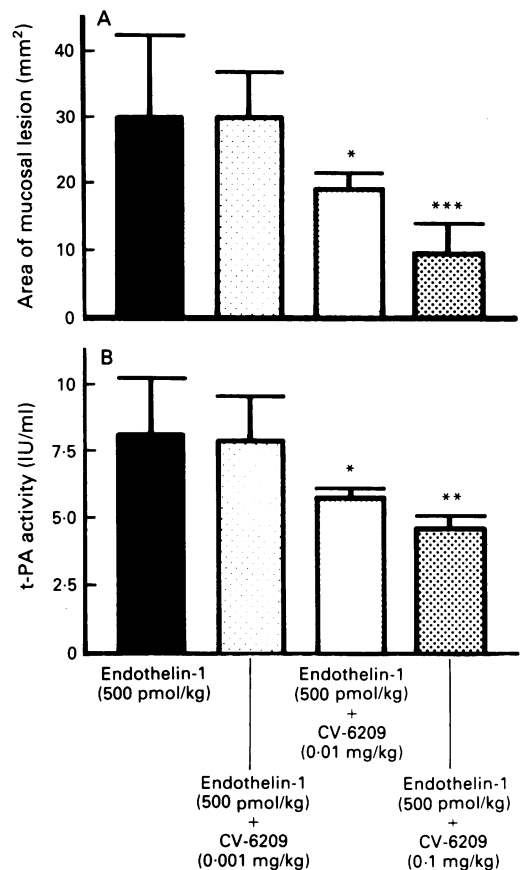 A
Area of mucosal lesion (mm²)
40
30
20
10
0
*
***
B
t-PA activity (IU/ml)
10
7·5
5·0
2·5
0
*
**
Endothelin-1
(500 pmol/kg)
Endothelin-1
(500 pmol/kg)
+
CV-6209
(0·001 mg/kg)
Endothelin-1
(500 pmol/kg)
+
CV-6209
(0·01 mg/kg)
Endothelin-1
(500 pmol/kg)
+
CV-6209
(0·1 mg/kg)